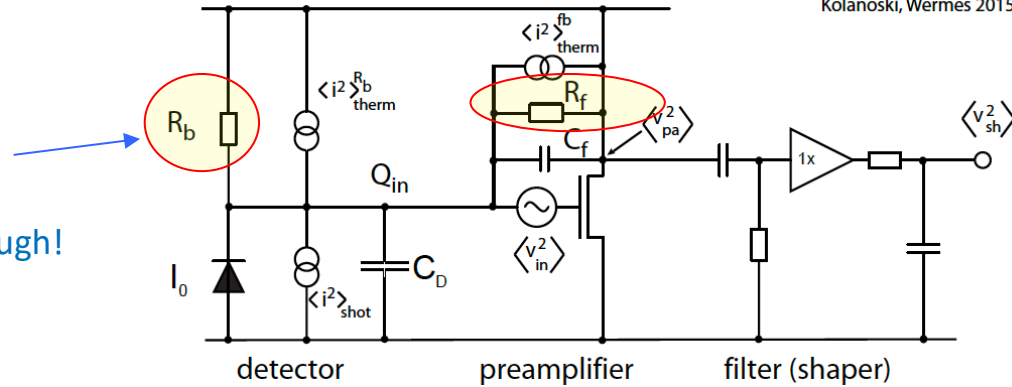 Kolanoski, Wermes 2015
⟨i²⟩ fb therm
R_f
⟨i²⟩ R_b therm
R_b
⟨v²_pa⟩
⟨v²_sh⟩
C_f
1x
Q_in
ugh!
⟨v²_in⟩
I_0
C_D
⟨i²⟩ shot
detector preamplifier filter (shaper)